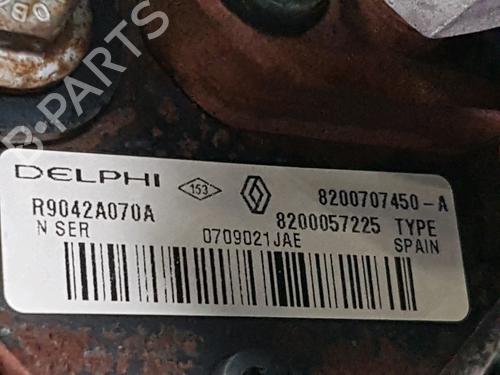 DELPHI 153 8200707450-A
R9042A070A 8200057225 TYPE
N SER 0709021JAE SPAIN
B-PARTS